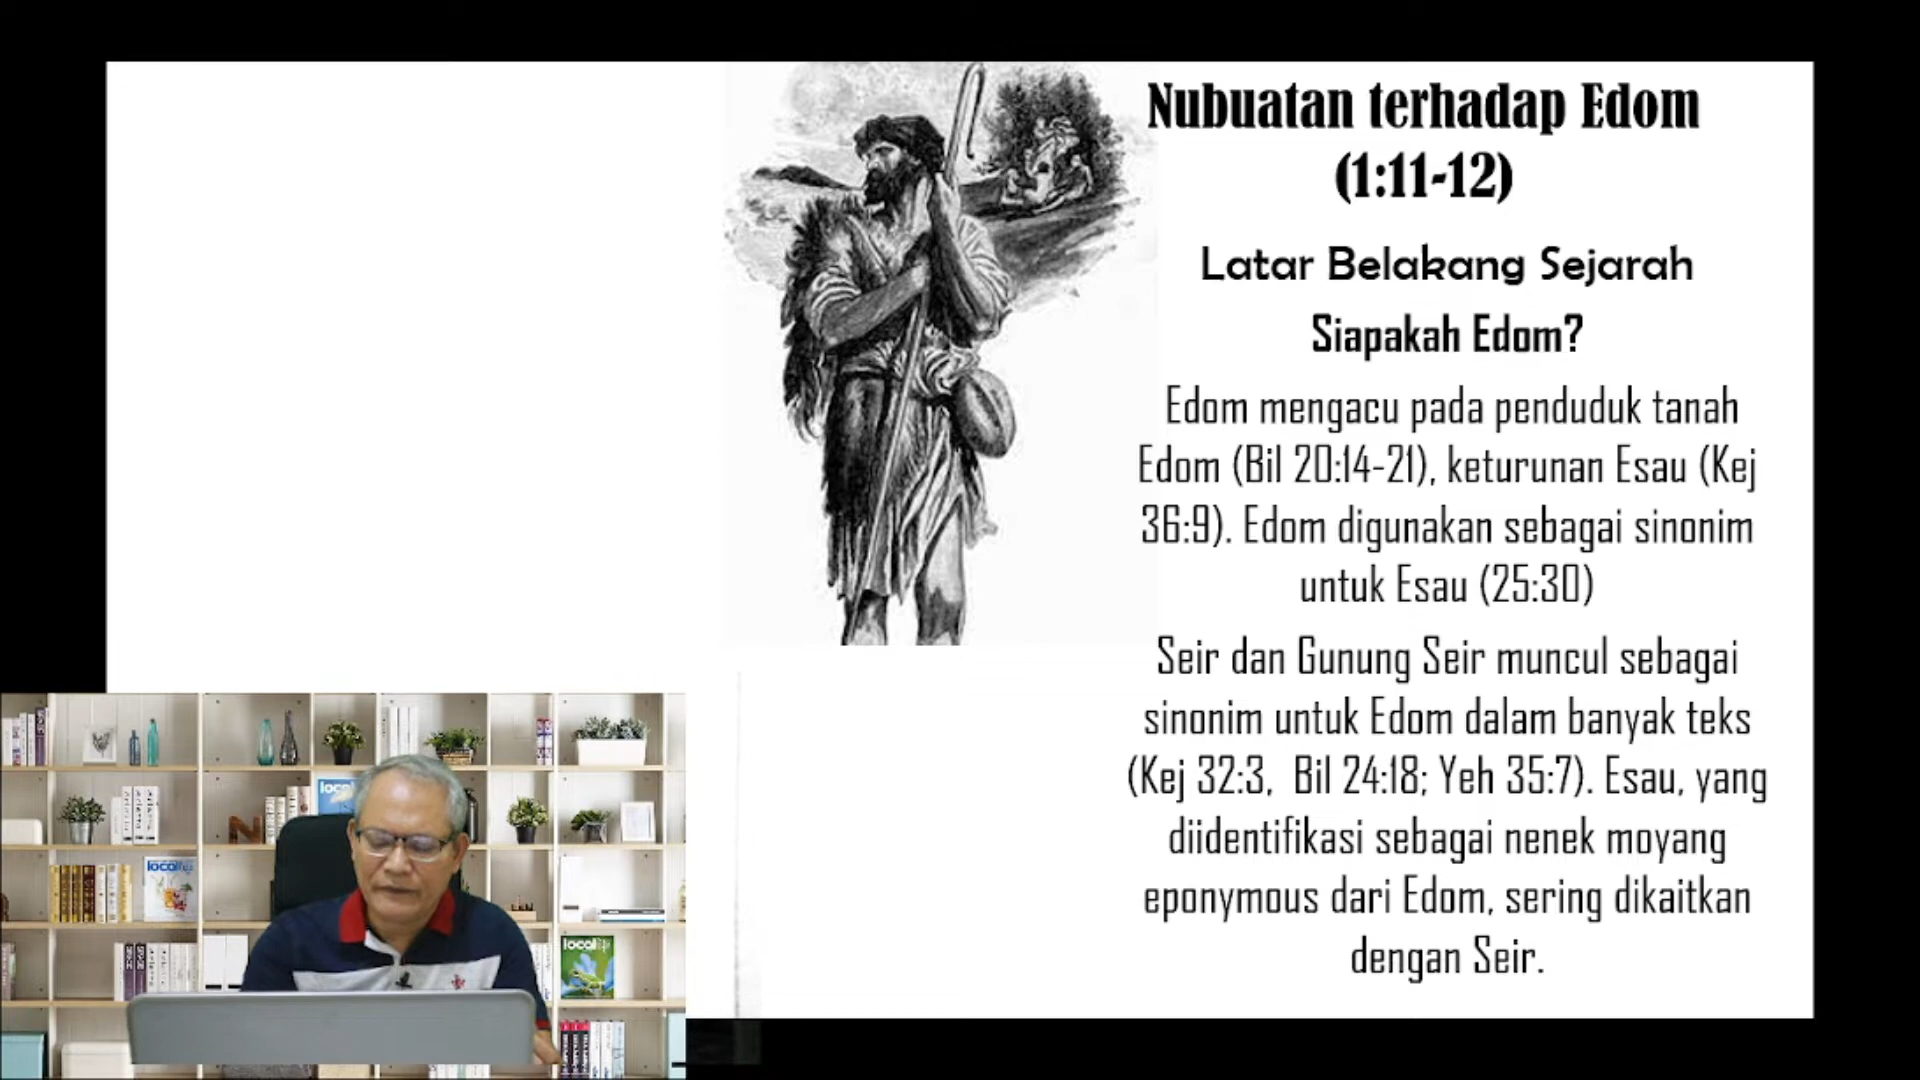 Nubuatan terhadap Edom
(1:11-12)
Latar Belakang Sejarah
Siapakah Edom?
Edom mengacu pada penduduk tanah
Edom (Bil 20:14-21), keturunan Esau (Kej
36:9). Edom digunakan sebagai sinonim
untuk Esau (25:30)
Seir dan Gunung Seir muncul sebagai
sinonim untuk Edom dalam banyak teks
(Kej 32:3, Bil 24:18; Yeh 35:7). Esau, yang
diidentifikasi sebagai nenek moyang
eponymous dari Edom, sering dikaitkan
dengan Seir.
local
N
local
local